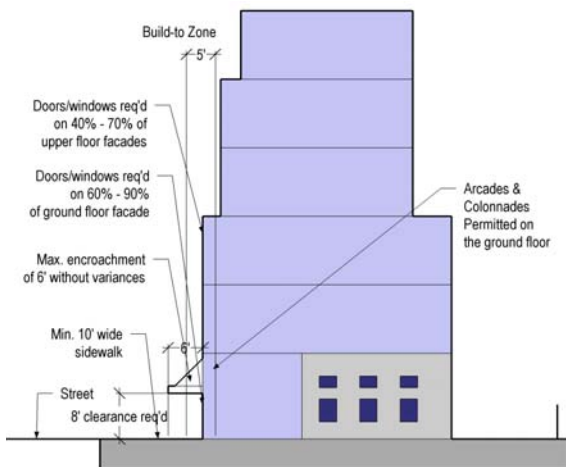 Build-to Zone
5'
Doors/windows req'd
on 40% - 70% of
upper floor facades
Doors/windows req'd
on 60% - 90%
of ground floor facade
Arcades &
Colonnades
Permitted on
the ground floor
Max. encroachment
of 6' without variances
Min. 10' wide
sidewalk
6'
Street
8' clearance req'd